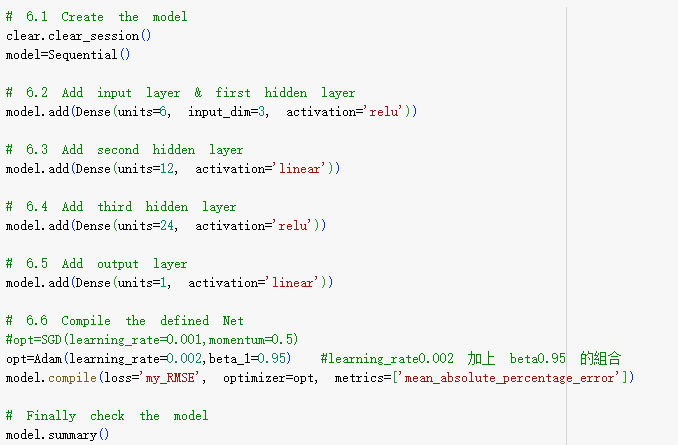 # 6.1 Create the model
clear.clear_session()
model=Sequential()
# 6.2 Add input layer & first hidden layer
model.add(Dense(units=6, input_dim=3, activation='relu'))
# 6.3 Add second hidden layer
model.add(Dense(units=12, activation='linear'))
# 6.4 Add third hidden layer
model.add(Dense(units=24, activation='relu'))
# 6.5 Add output layer
model.add(Dense(units=1, activation='linear'))
# 6.6 Compile the defined Net
#opt=SGD(learning_rate=0.001,momentum=0.5)
opt=Adam(learning_rate=0.002,beta_1=0.95) #learning_rate0.002 加上 beta0.95 的組合
model.compile(loss='my_RMSE', optimizer=opt, metrics=['mean_absolute_percentage_error'])
# Finally check the model
model.summary()